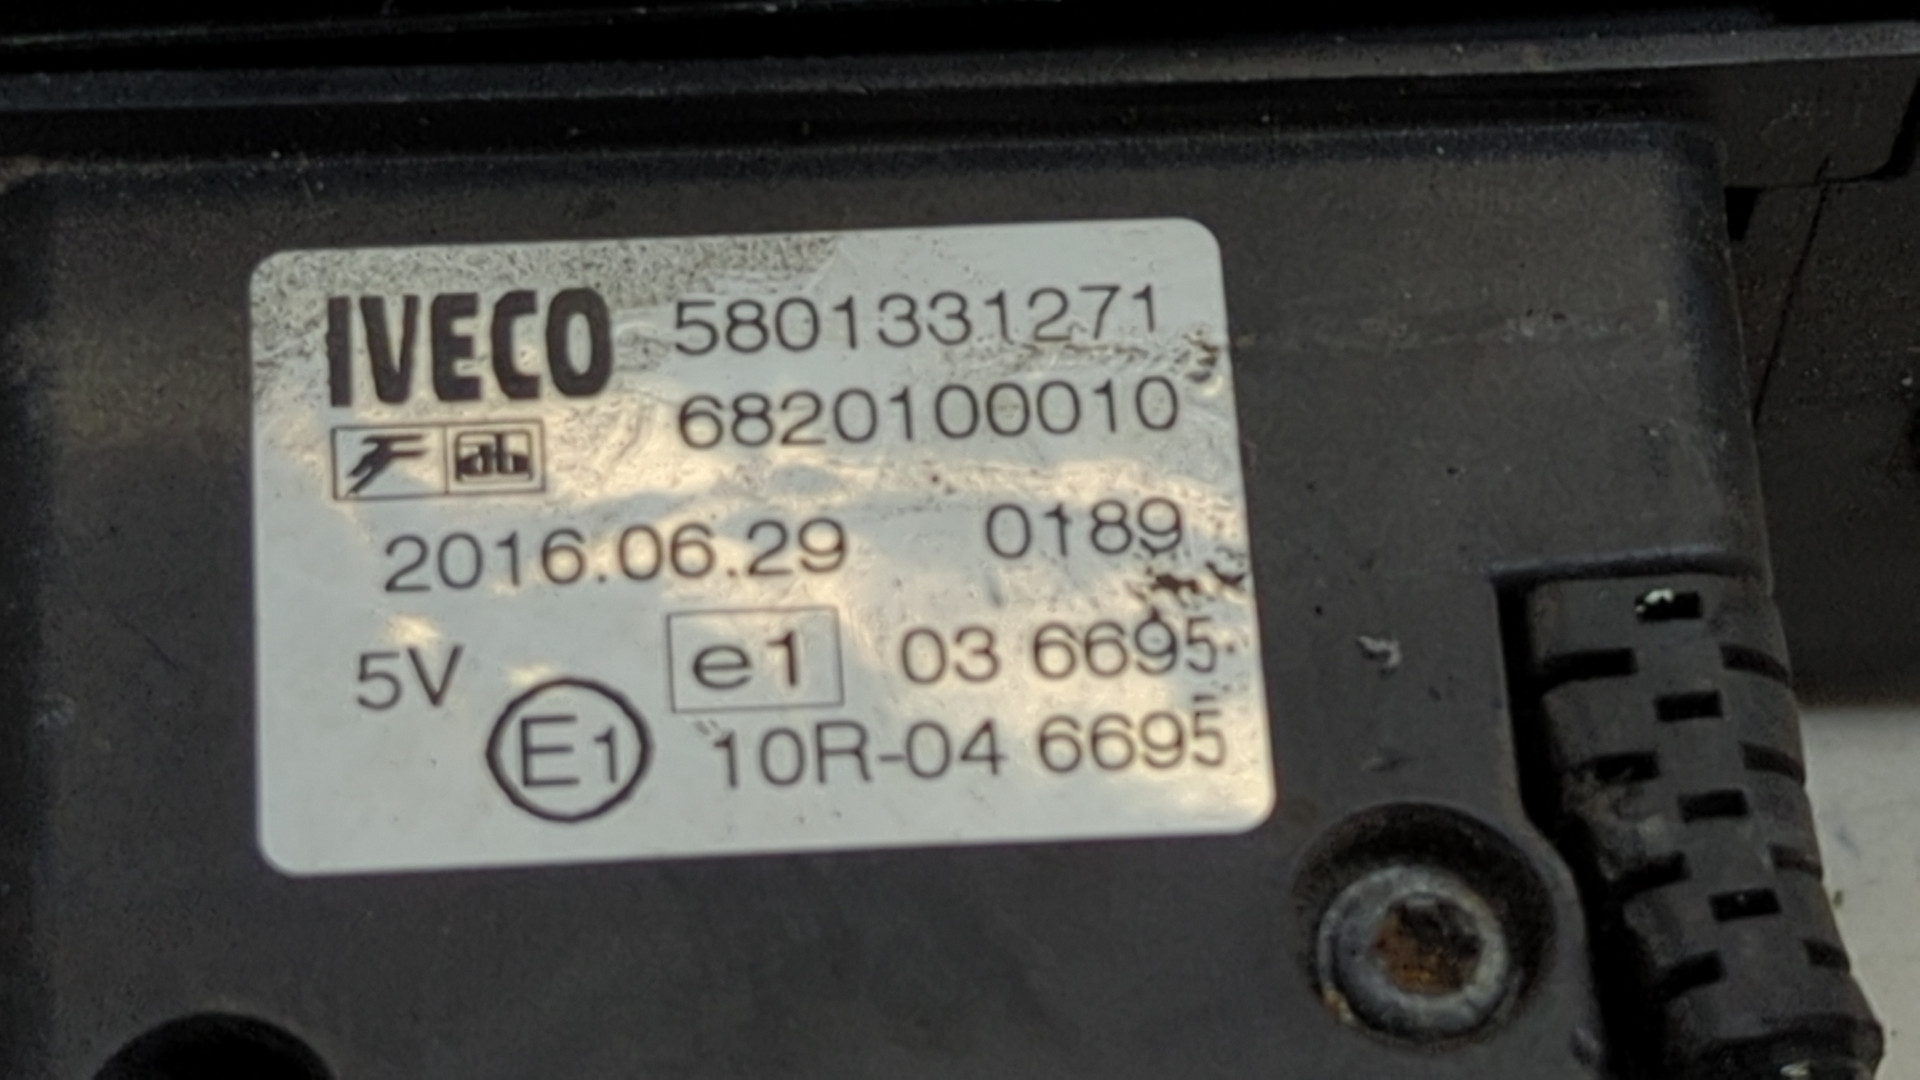 IVECO 5801331271
6820100010
2016.06.29 0189
5V e1 03 6695
E1 10R-04 6695